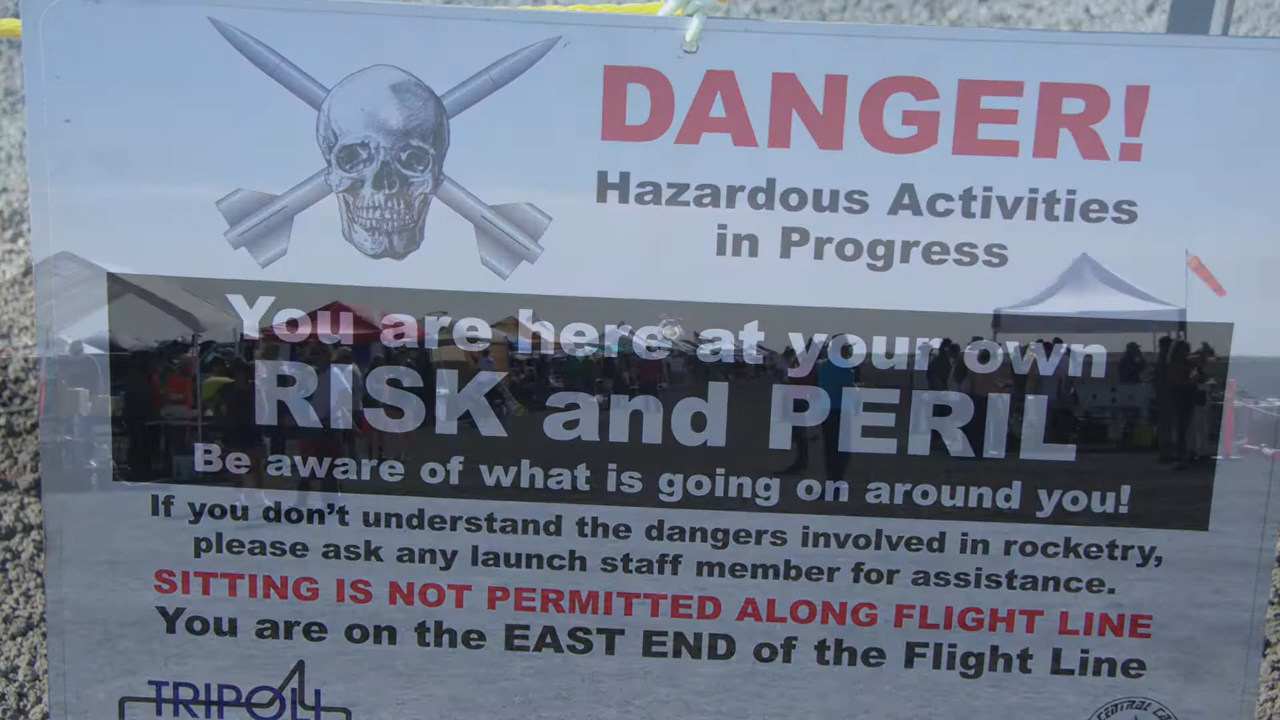 DANGER!
Hazardous Activities
in Progress
You are here at your own
RISK and PERIL
Be aware of what is going on around you!
If you don't understand the dangers involved in rocketry,
please ask any launch staff member for assistance.
SITTING IS NOT PERMITTED ALONG FLIGHT LINE
You are on the EAST END of the Flight Line
TRIPOLI
CENTRAL